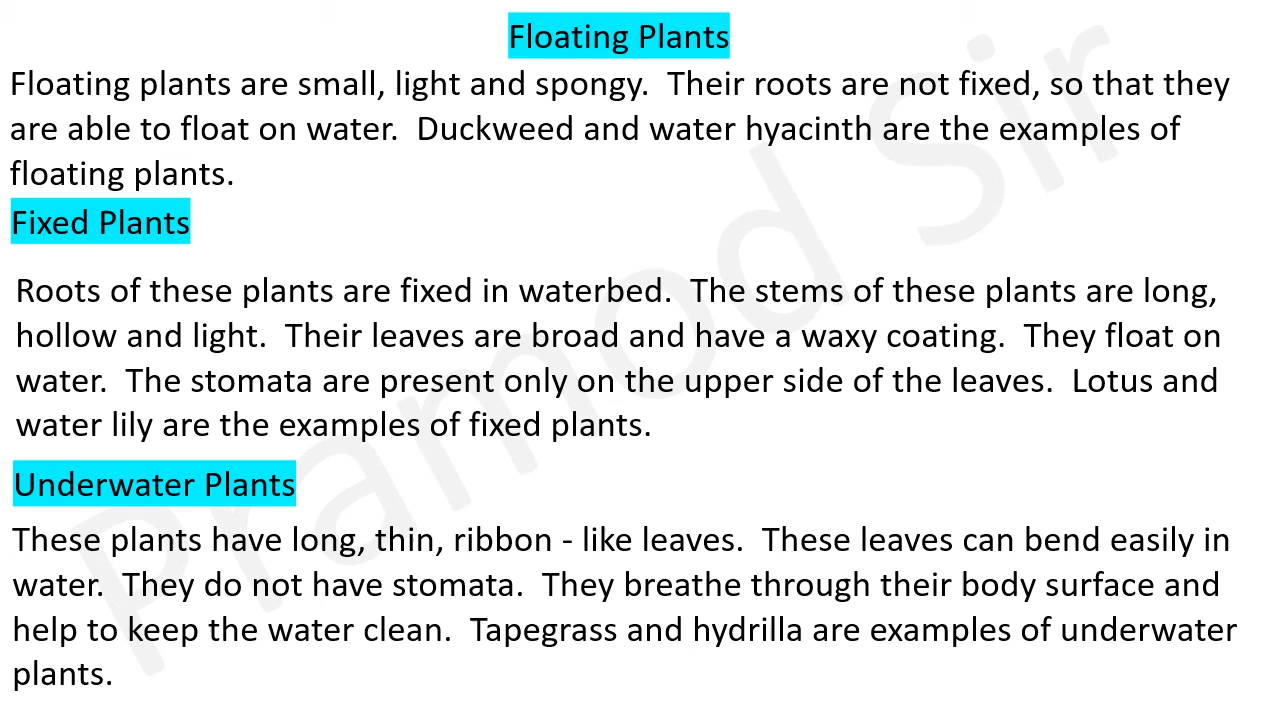 Floating Plants
Floating plants are small, light and spongy.  Their roots are not fixed, so that they
are able to float on water.  Duckweed and water hyacinth are the examples of
floating plants.
Fixed Plants
Roots of these plants are fixed in waterbed.  The stems of these plants are long,
hollow and light.  Their leaves are broad and have a waxy coating.  They float on
water.  The stomata are present only on the upper side of the leaves.  Lotus and
water lily are the examples of fixed plants.
Underwater Plants
These plants have long, thin, ribbon - like leaves.  These leaves can bend easily in
water.  They do not have stomata.  They breathe through their body surface and
help to keep the water clean.  Tapegrass and hydrilla are examples of underwater
plants.
Pramod Sir